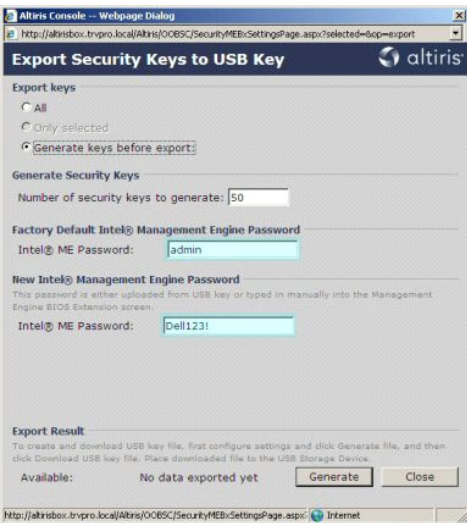 Altiris Console -- Webpage Dialog
http://altirisbox.trvpro.local/Altiris/OOBSC/SecurityMEBxSettingsPage.aspx?selected=&op=export
Export Security Keys to USB Key
altiris
Export keys
All
Only selected
Generate keys before export:
Generate Security Keys
Number of security keys to generate: 50
Factory Default Intel® Management Engine Password
Intel® ME Password: admin
New Intel® Management Engine Password
This password is either uploaded from USB key or typed in manually into the Management
Engine BIOS Extension screen.
Intel® ME Password: Dell123!
Export Result
To create and download USB key file, first configure settings and click Generate file, and then
click Download USB key file. Place downloaded file to the USB Storage Device.
Available: No data exported yet Generate Close
http://altirisbox.trvpro.local/Altiris/OOBSC/SecurityMEBxSettingsPage.aspx Internet